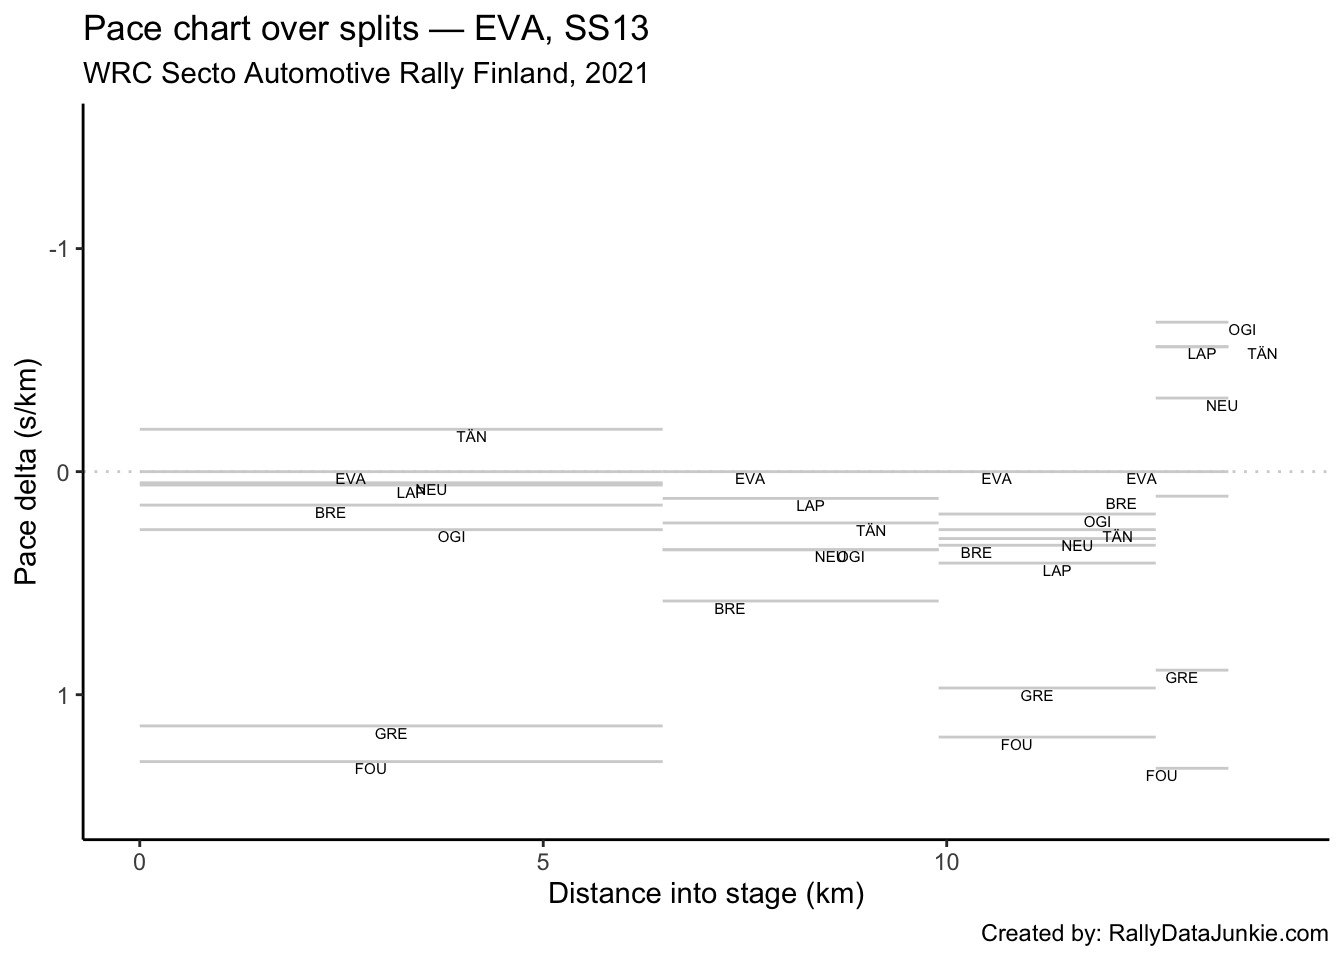 Pace chart over splits — EVA, SS13
WRC Secto Automotive Rally Finland, 2021
Pace delta (s/km)
-1
0
1
OGI
LAP TÄN
NEU
TÄN
EVA EVA EVA EVA
LAP NEU
BRE
OGI
LAP
TÄN
NEU OGI
BRE
BRE
OGI
TÄN
NEU
BRE
LAP
GRE
FOU
GRE
GRE
FOU
FOU
0 5 10
Distance into stage (km)
Created by: RallyDataJunkie.com